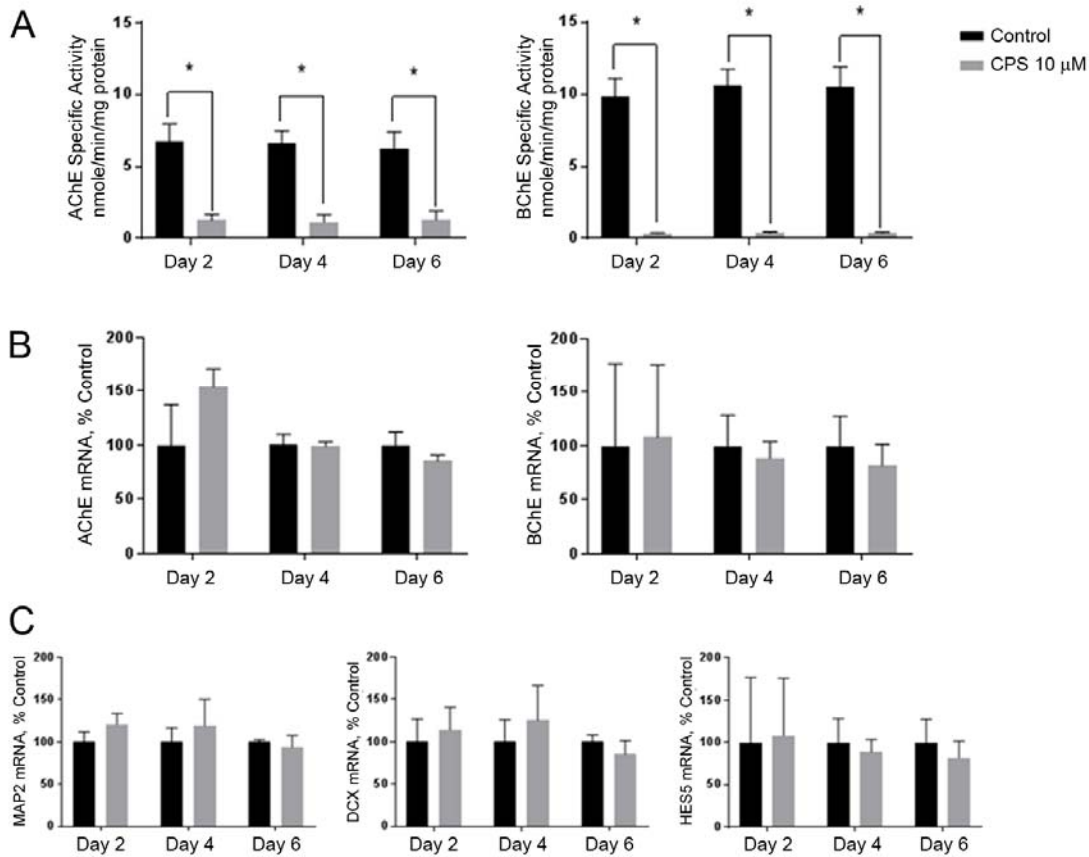 A
AChE Specific Activity
nmole/min/mg protein
15
10
5
0
*
*
*
Day 2
Day 4
Day 6
BChE Specific Activity
nmole/min/mg protein
15
10
5
0
*
*
*
Day 2
Day 4
Day 6
Control
CPS 10 μM
B
AChE mRNA, % Control
200
150
100
50
0
Day 2
Day 4
Day 6
BChE mRNA, % Control
200
150
100
50
0
Day 2
Day 4
Day 6
C
MAP2 mRNA, % Control
200
150
100
50
0
Day 2
Day 4
Day 6
DCX mRNA, % Control
200
150
100
50
0
Day 2
Day 4
Day 6
HES5 mRNA, % Control
200
150
100
50
0
Day 2
Day 4
Day 6